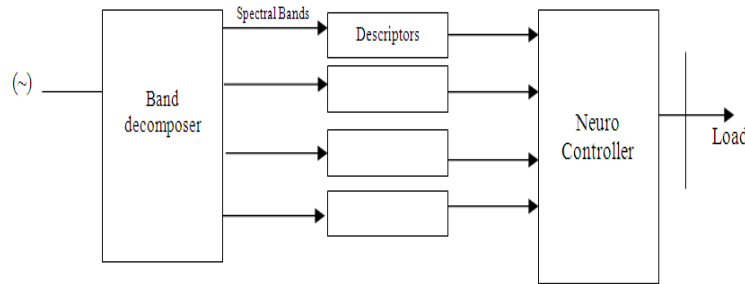 Spectral Bands
Descriptors
(~)
Band
decomposer
Neuro
Controller
Load